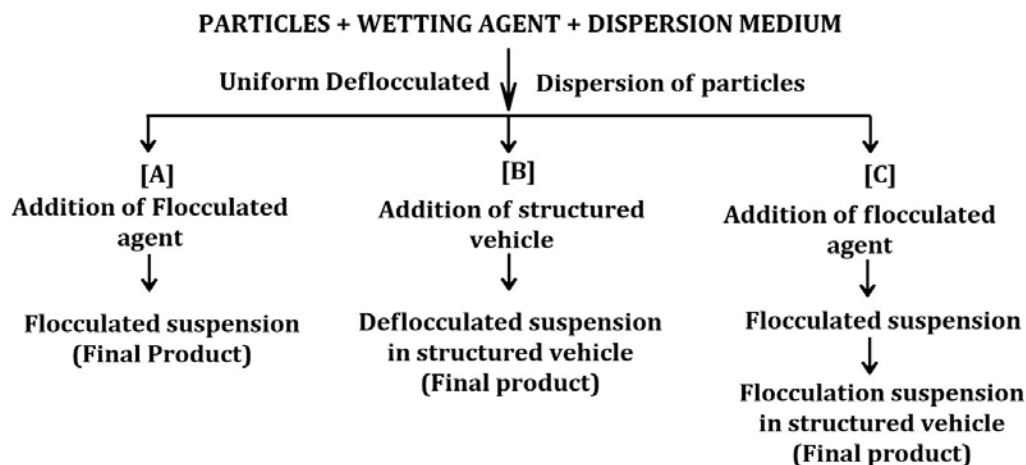 PARTICLES + WETTING AGENT + DISPERSION MEDIUM
Uniform Deflocculated
Dispersion of particles
[A]
Addition of Flocculated
agent
Flocculated suspension
(Final Product)
[B]
Addition of structured
vehicle
Deflocculated suspension
in structured vehicle
(Final product)
[C]
Addition of flocculated
agent
Flocculated suspension
Flocculation suspension
in structured vehicle
(Final product)